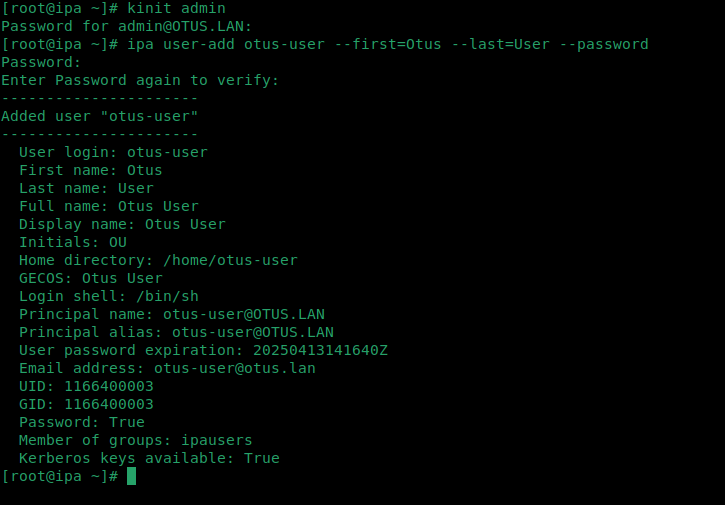 [root@ipa ~]# kinit admin
Password for admin@OTUS.LAN:
[root@ipa ~]# ipa user-add otus-user --first=Otus --last=User --password
Password:
Enter Password again to verify:
----------------------
Added user "otus-user"
----------------------
  User login: otus-user
  First name: Otus
  Last name: User
  Full name: Otus User
  Display name: Otus User
  Initials: OU
  Home directory: /home/otus-user
  GECOS: Otus User
  Login shell: /bin/sh
  Principal name: otus-user@OTUS.LAN
  Principal alias: otus-user@OTUS.LAN
  User password expiration: 20250413141640Z
  Email address: otus-user@otus.lan
  UID: 1166400003
  GID: 1166400003
  Password: True
  Member of groups: ipausers
  Kerberos keys available: True
[root@ipa ~]#